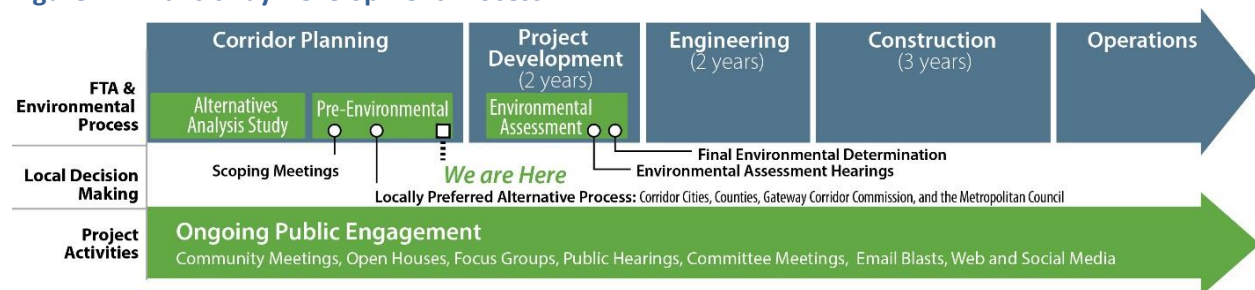 Corridor Planning
Project
Development
(2 years)
Engineering
(2 years)
Construction
(3 years)
Operations
FTA &
Environmental
Process
Alternatives
Analysis Study
Pre-Environmental
Environmental
Assessment
Scoping Meetings
We are Here
Final Environmental Determination
Environmental Assessment Hearings
Local Decision
Making
Locally Preferred Alternative Process: Corridor Cities, Counties, Gateway Corridor Commission, and the Metropolitan Council
Project
Activities
Ongoing Public Engagement
Community Meetings, Open Houses, Focus Groups, Public Hearings, Committee Meetings, Email Blasts, Web and Social Media